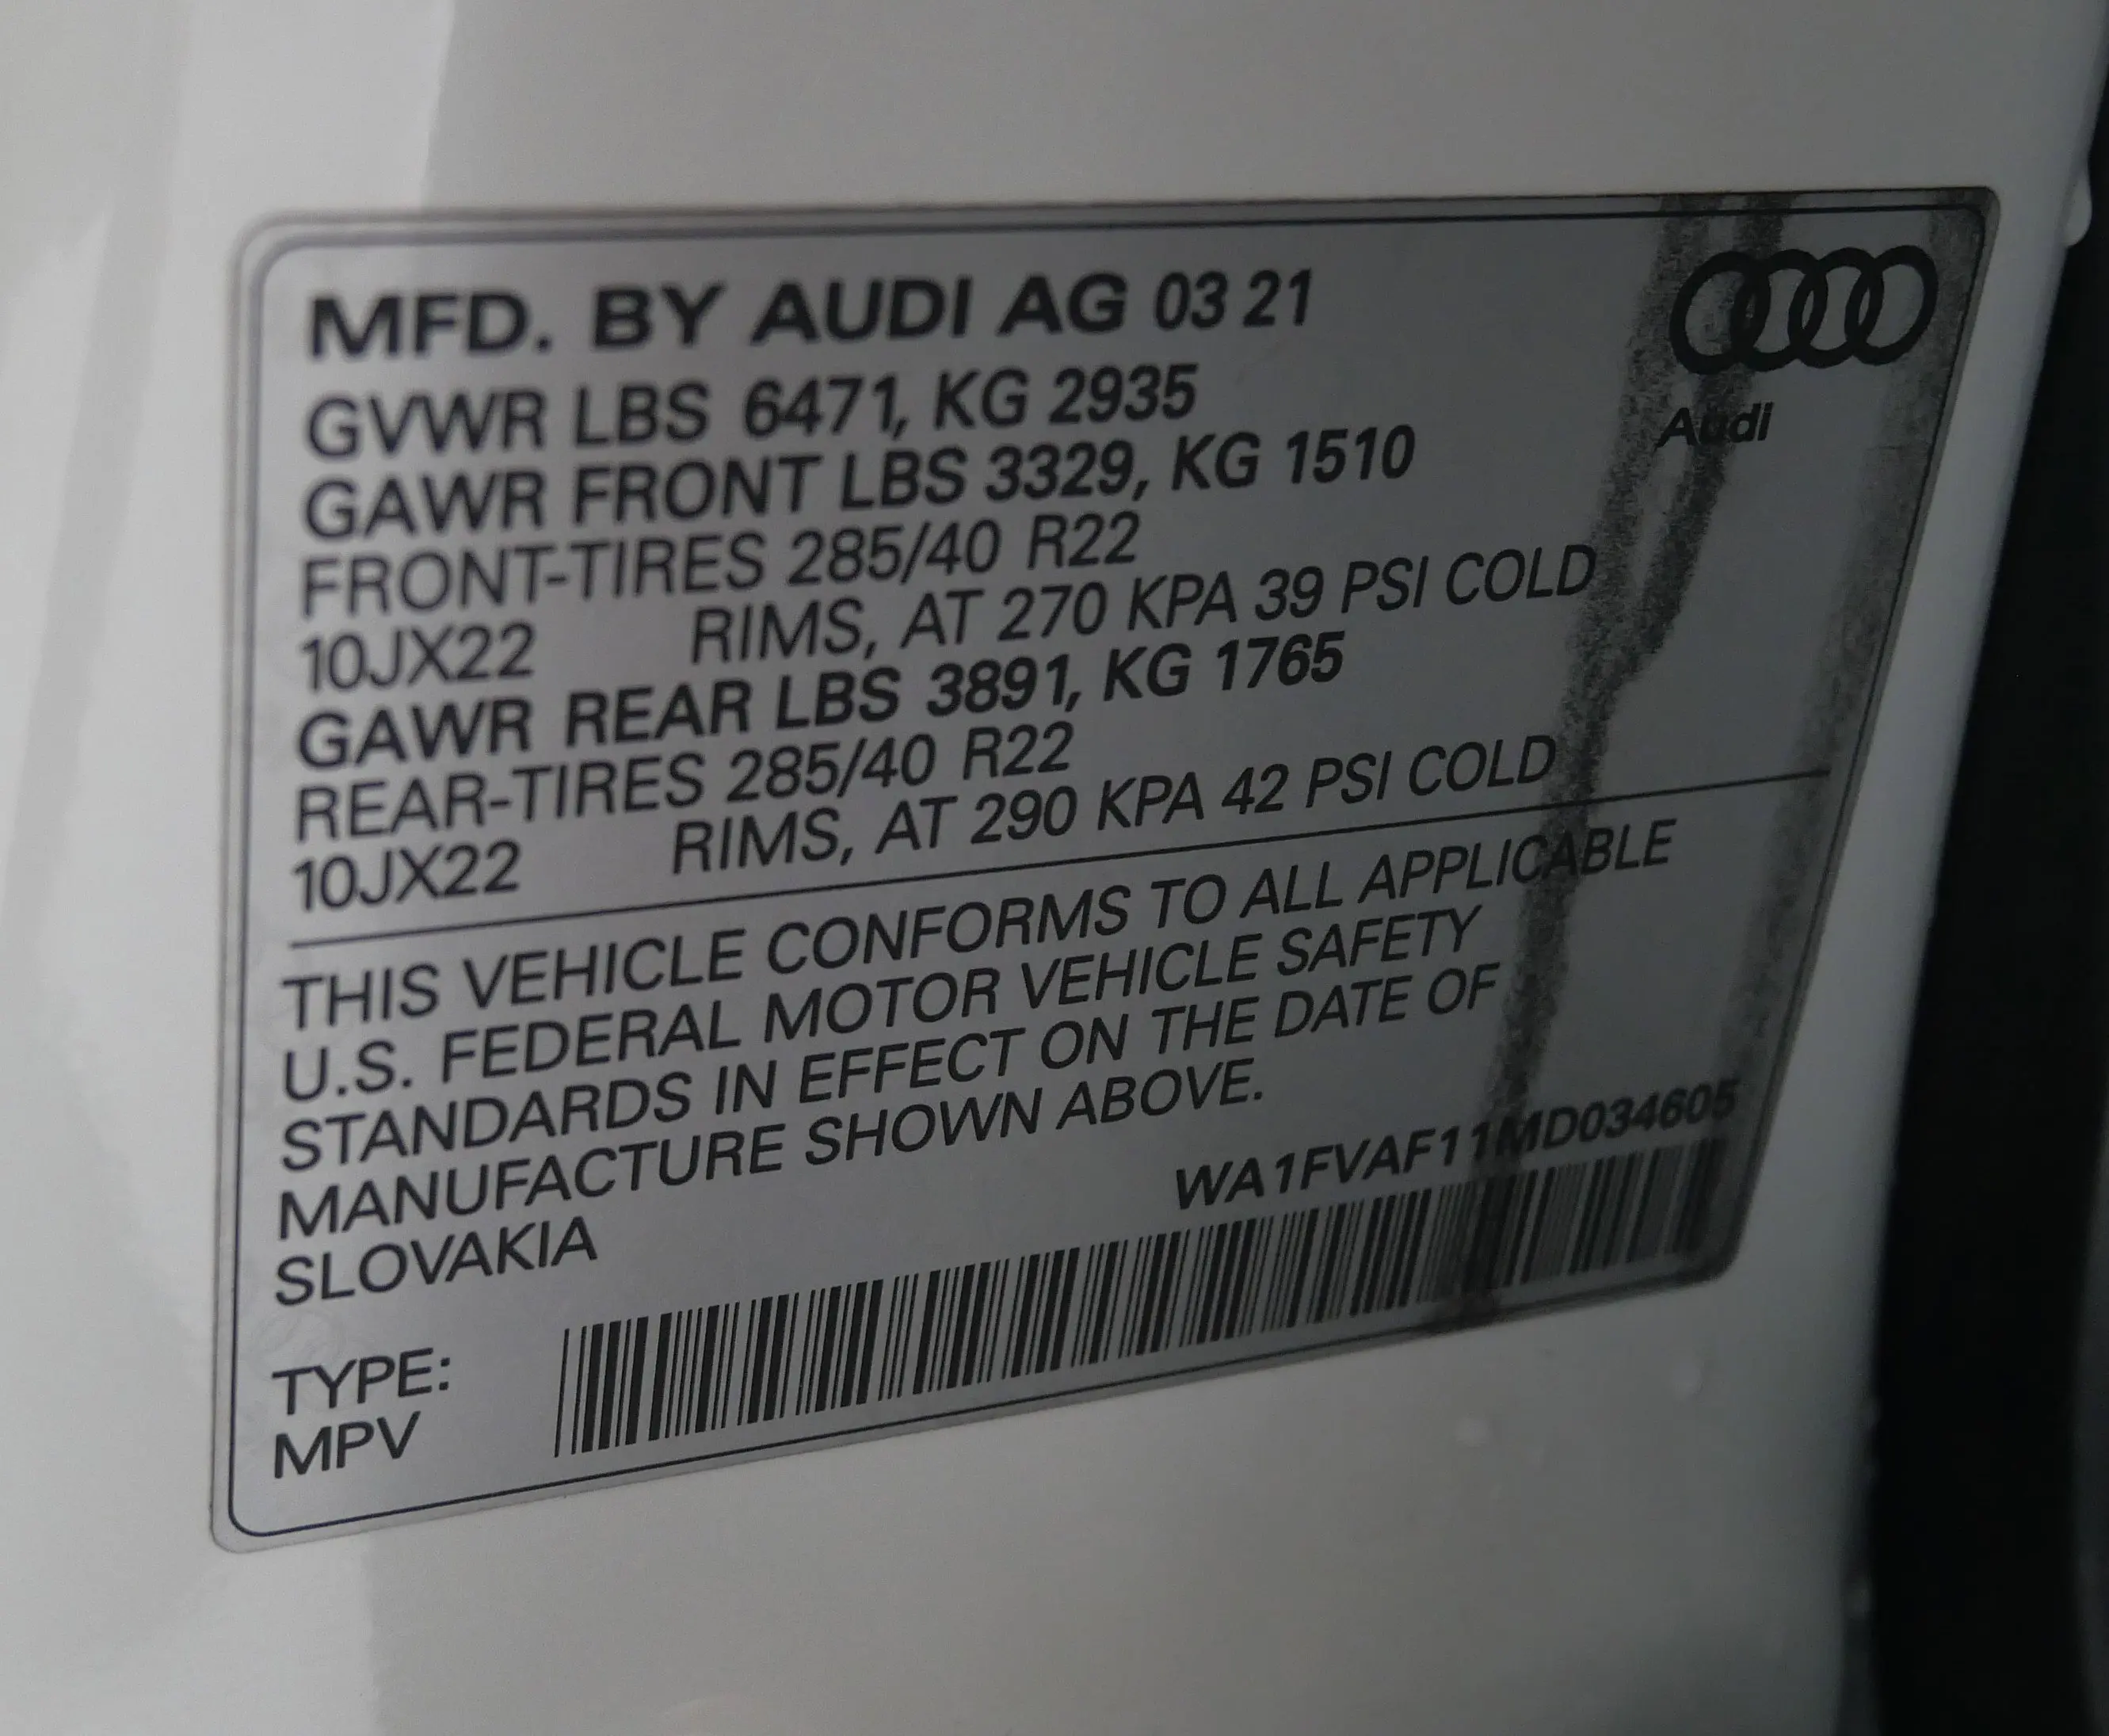 MFD. BY AUDI AG 03 21
Audi
GVWR LBS 6471, KG 2935
GAWR FRONT LBS 3329, KG 1510
FRONT-TIRES 285/40 R22
10JX22 RIMS, AT 270 KPA 39 PSI COLD
GAWR REAR LBS 3891, KG 1765
REAR-TIRES 285/40 R22
10JX22 RIMS, AT 290 KPA 42 PSI COLD
THIS VEHICLE CONFORMS TO ALL APPLICABLE
U.S. FEDERAL MOTOR VEHICLE SAFETY
STANDARDS IN EFFECT ON THE DATE OF
MANUFACTURE SHOWN ABOVE.
SLOVAKIA
WA1FVAF11MD034605
TYPE:
MPV